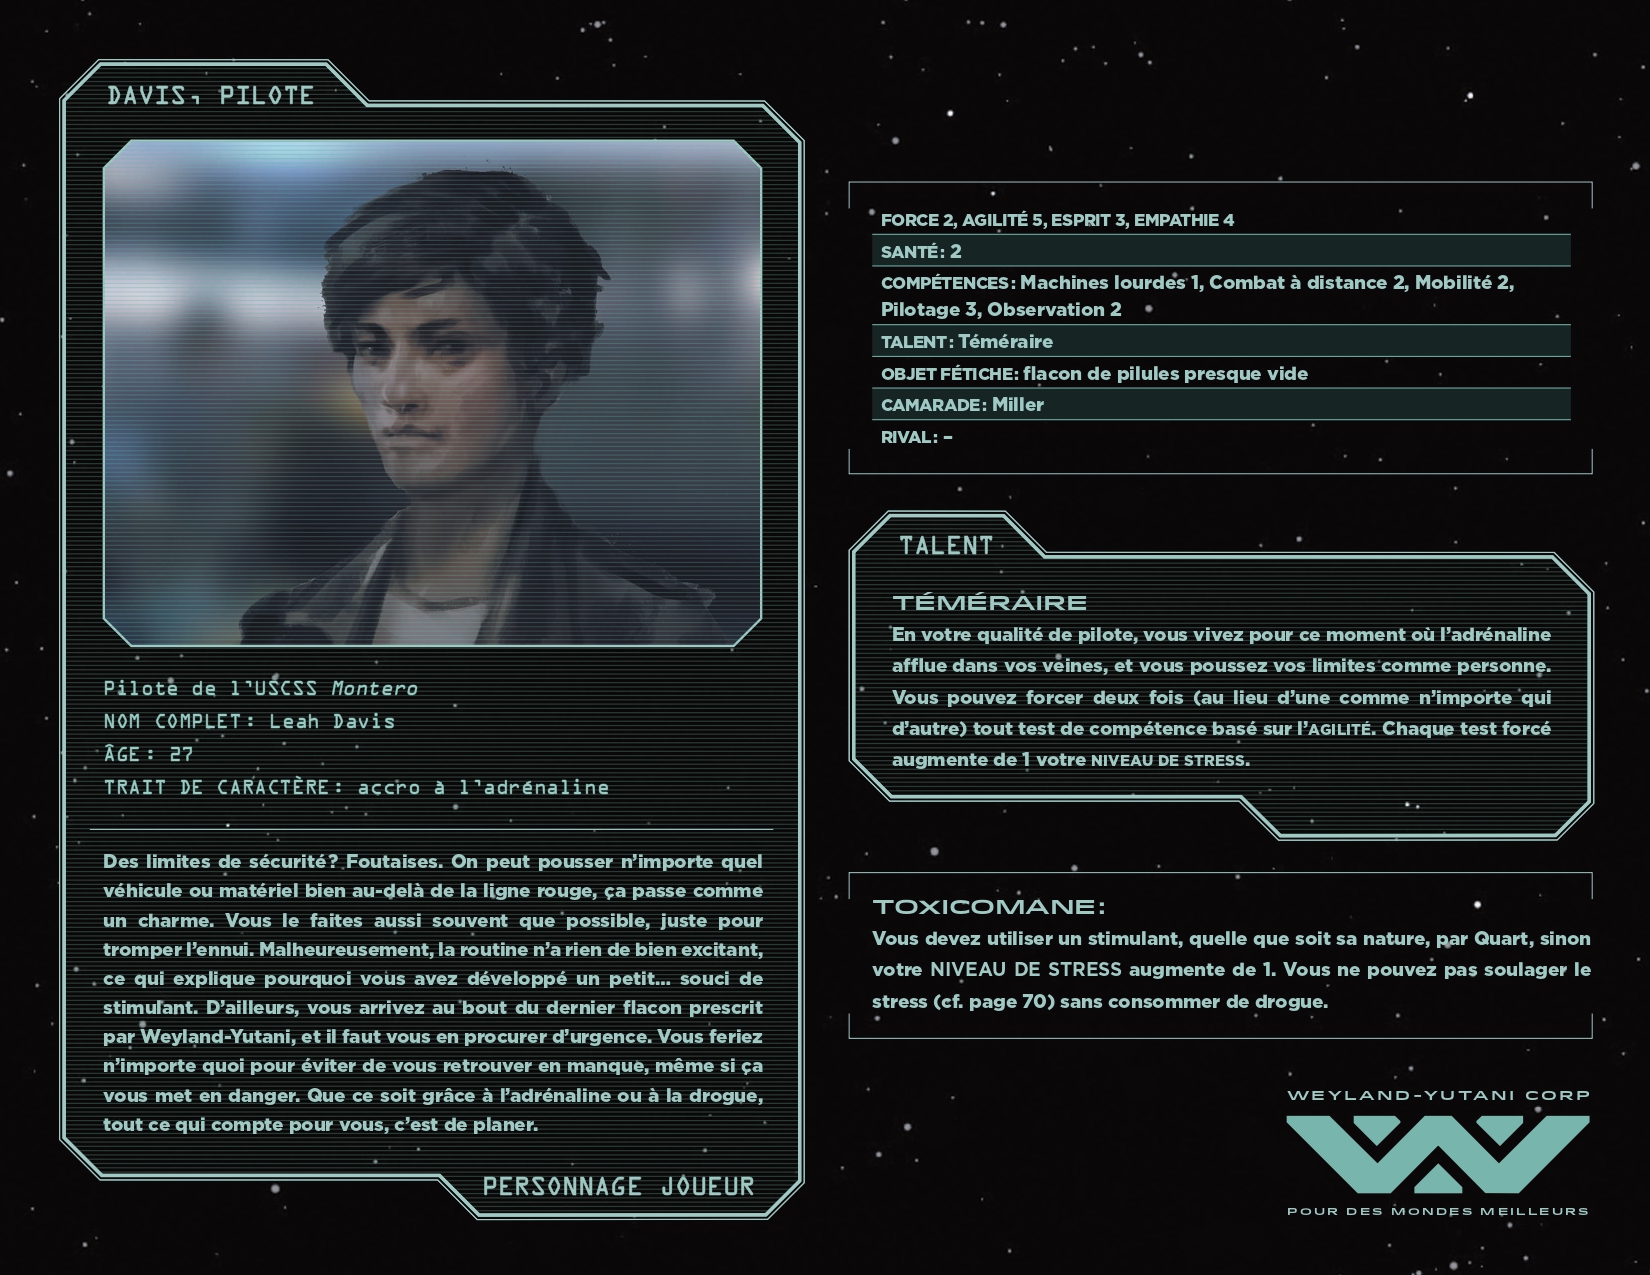 DAVIS, PILOTE
Pilote de l'USCSS Montero
NOM COMPLET: Leah Davis
ÂGE: 27
TRAIT DE CARACTÈRE: accro à l'adrénaline
Des limites de sécurité? Foutaises. On peut pousser n'importe quel
véhicule ou matériel bien au-delà de la ligne rouge, ça passe comme
un charme. Vous le faites aussi souvent que possible, juste pour
tromper l'ennui. Malheureusement, la routine n'a rien de bien excitant,
ce qui explique pourquoi vous avez développé un petit... souci de
stimulant. D'ailleurs, vous arrivez au bout du dernier flacon prescrit
par Weyland-Yutani, et il faut vous en procurer d'urgence. Vous feriez
n'importe quoi pour éviter de vous retrouver en manque, même si ça
vous met en danger. Que ce soit grâce à l'adrénaline ou à la drogue,
tout ce qui compte pour vous, c'est de planer.
PERSONNAGE JOUEUR
FORCE 2, AGILITÉ 5, ESPRIT 3, EMPATHIE 4
SANTÉ: 2
COMPÉTENCES: Machines lourdes 1, Combat à distance 2, Mobilité 2,
Pilotage 3, Observation 2
TALENT: Téméraire
OBJET FÉTICHE: flacon de pilules presque vide
CAMARADE: Miller
RIVAL: –
TALENT
TÉMÉRAIRE
En votre qualité de pilote, vous vivez pour ce moment où l'adrénaline
afflue dans vos veines, et vous poussez vos limites comme personne.
Vous pouvez forcer deux fois (au lieu d'une comme n'importe qui
d'autre) tout test de compétence basé sur l'AGILITÉ. Chaque test forcé
augmente de 1 votre NIVEAU DE STRESS.
TOXICOMANE:
Vous devez utiliser un stimulant, quelle que soit sa nature, par Quart, sinon
votre NIVEAU DE STRESS augmente de 1. Vous ne pouvez pas soulager le
stress (cf. page 70) sans consommer de drogue.
WEYLAND-YUTANI CORP
POUR DES MONDES MEILLEURS